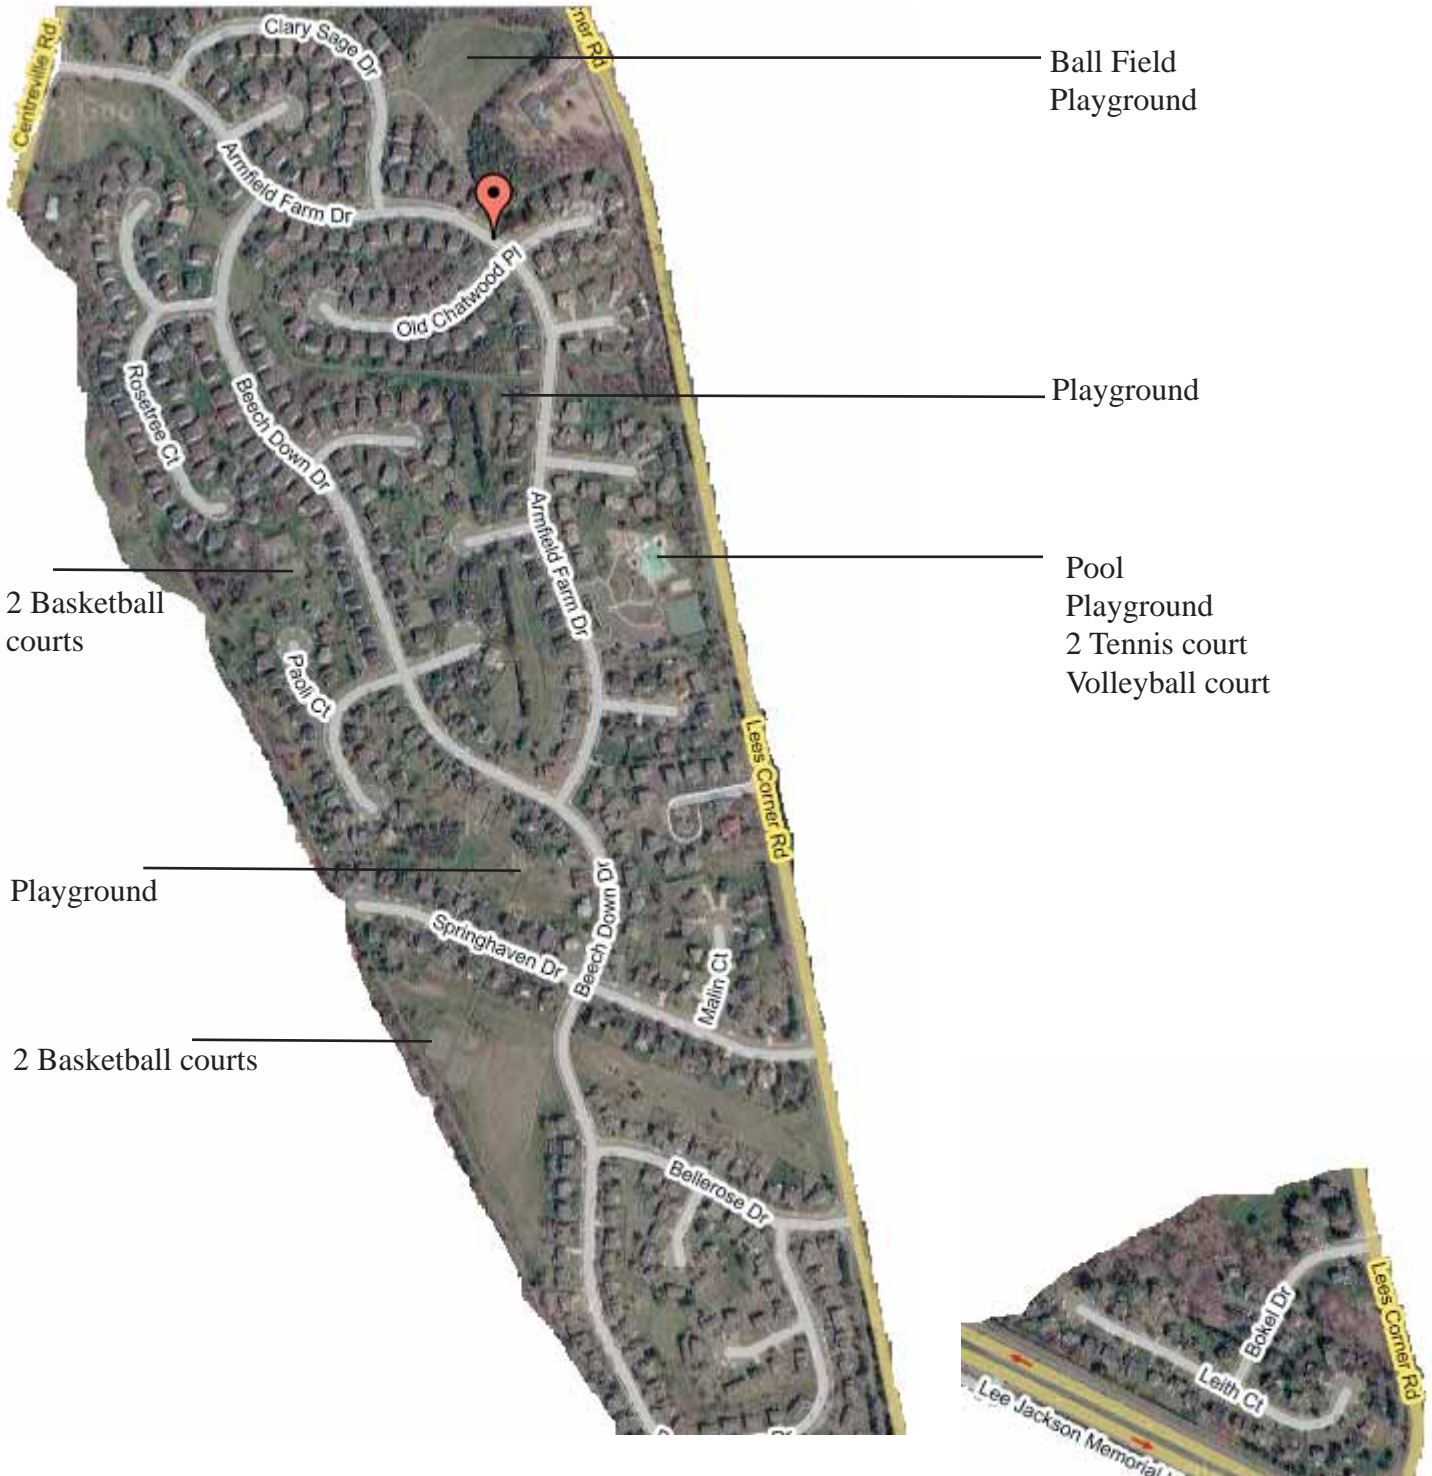 Clary Sage Dr
ner Rd
Centreville Rd
Ball Field
Playground
Armfield Farm Dr
Old Chatwood Pl
Rosetree Ct
Beech Down Dr
Playground
Armfield Farm Dr
2 Basketball
courts
Pool
Playground
2 Tennis court
Volleyball court
Paoli Ct
Lees Corner Rd
Playground
Beech Down Dr
Springhaven Dr
Malin Ct
2 Basketball courts
Bellerose Dr
Bokel Dr
Lees Corner Rd
Leith Ct
Lee Jackson Memorial